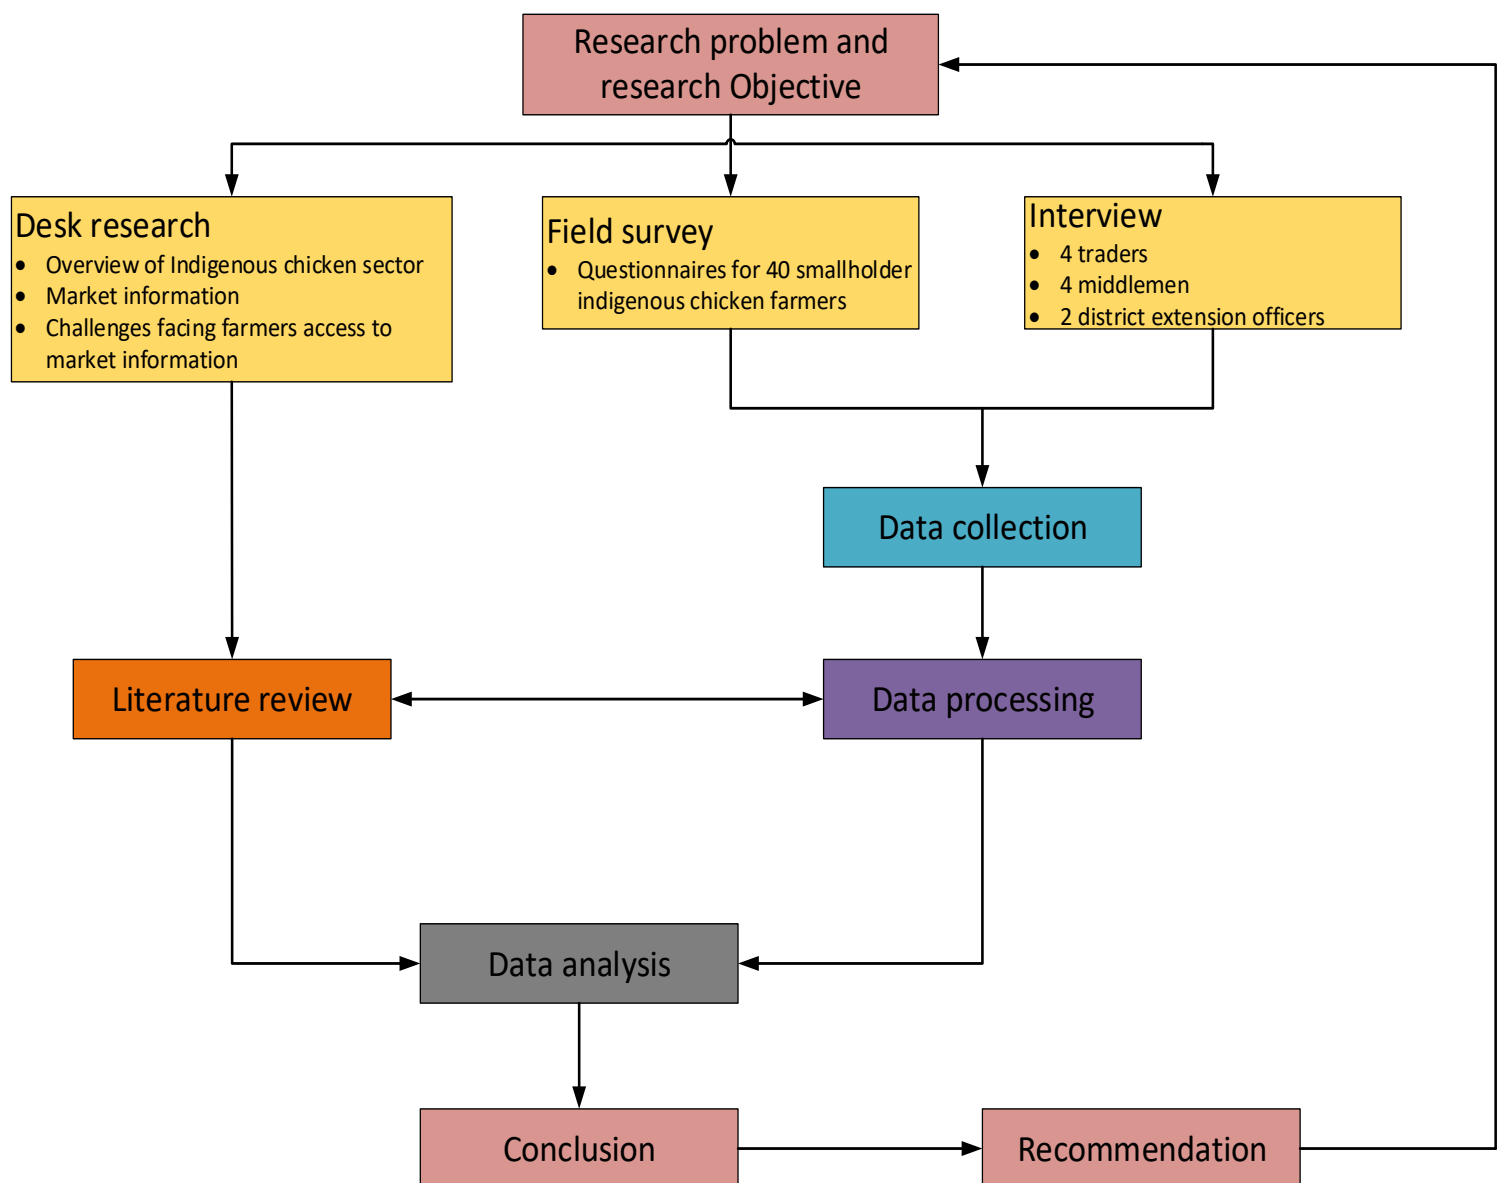 Research problem and
research Objective
Desk research
• Overview of Indigenous chicken sector
• Market information
• Challenges facing farmers access to
market information
Field survey
• Questionnaires for 40 smallholder
indigenous chicken farmers
Interview
• 4 traders
• 4 middlemen
• 2 district extension officers
Data collection
Literature review
Data processing
Data analysis
Conclusion
Recommendation